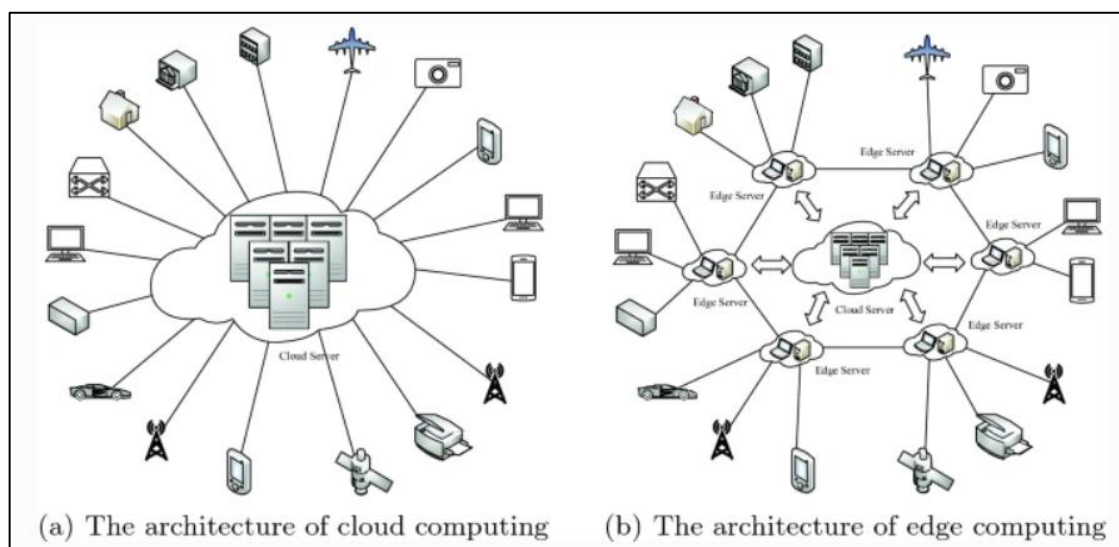 Cloud Server
(a) The architecture of cloud computing
Edge Server
Edge Server
Edge Server
Edge Server
Cloud Server
Edge Server
Edge Server
(b) The architecture of edge computing